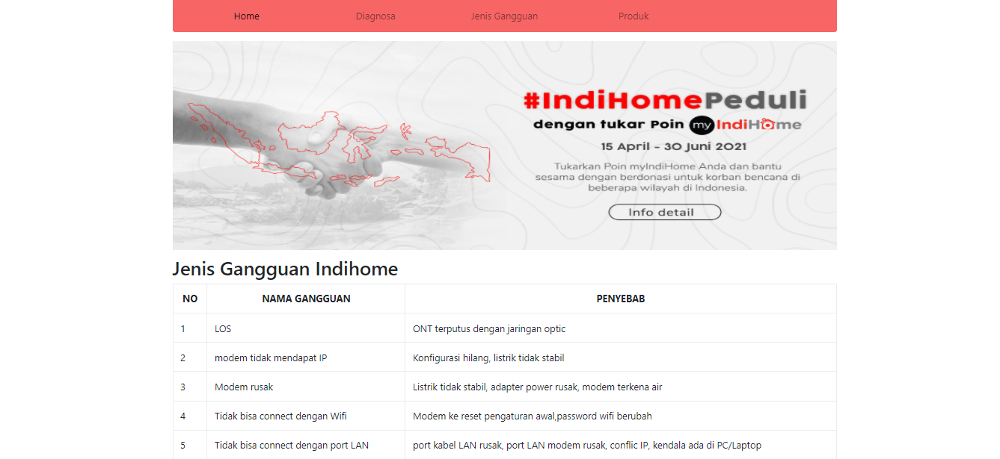 Home Diagnosa Jenis Gangguan Produk
#IndiHomePeduli
dengan tukar Poin my IndiHome
15 April - 30 Juni 2021
Tukarkan Poin myIndiHome Anda dan bantu
sesama dengan berdonasi untuk korban bencana di
beberapa wilayah di Indonesia.
Info detail
Jenis Gangguan Indihome
NO NAMA GANGGUAN PENYEBAB
1 LOS ONT terputus dengan jaringan optic
2 modem tidak mendapat IP Konfigurasi hilang, listrik tidak stabil
3 Modem rusak Listrik tidak stabil, adapter power rusak, modem terkena air
4 Tidak bisa connect dengan Wifi Modem ke reset pengaturan awal,password wifi berubah
5 Tidak bisa connect dengan port LAN port kabel LAN rusak, port LAN modem rusak, conflic IP, kendala ada di PC/Laptop